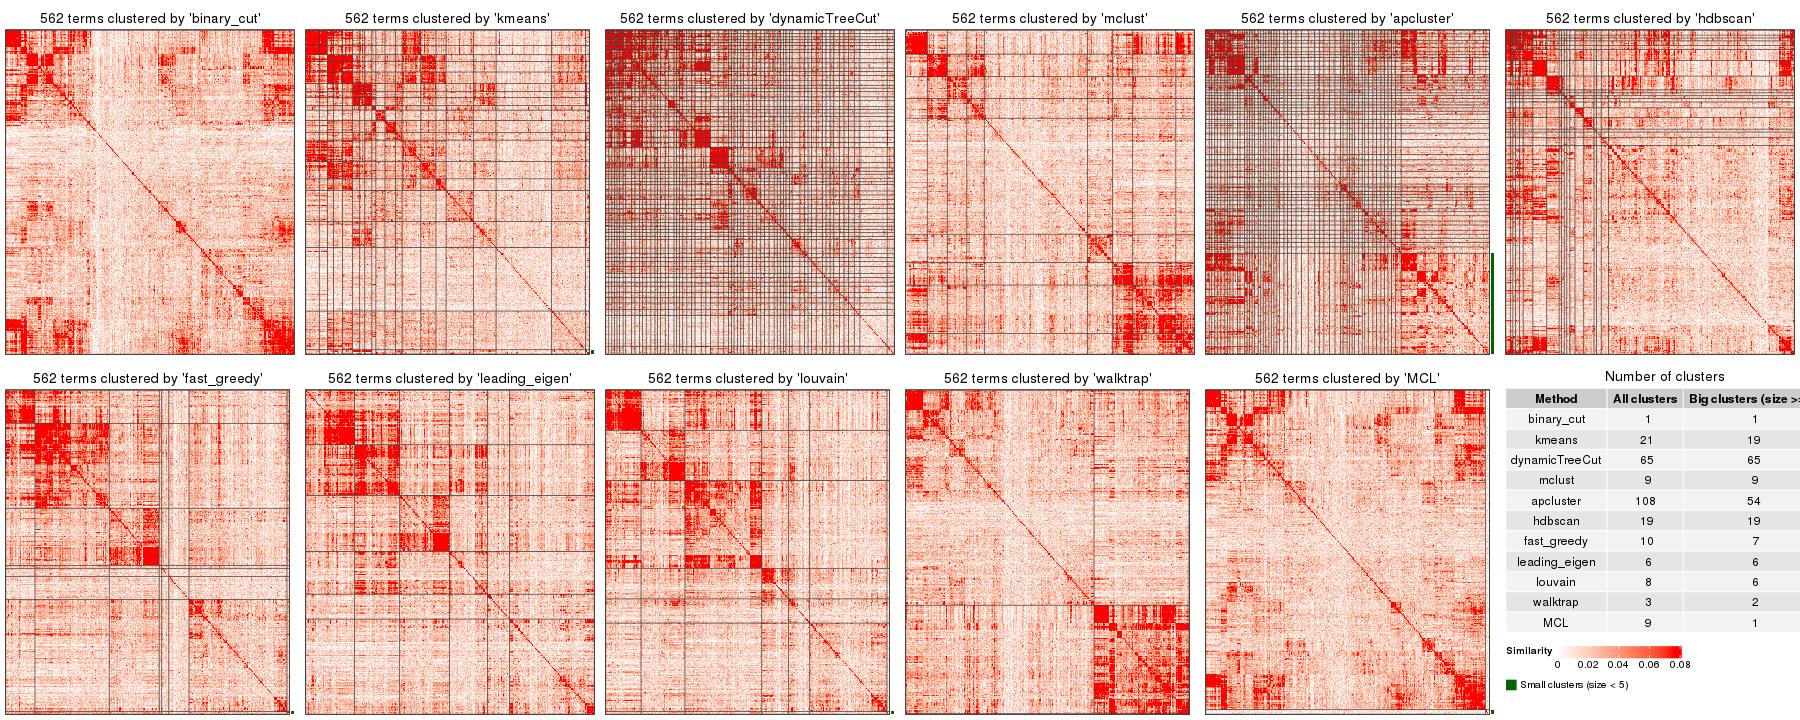 562 terms clustered by 'binary_cut'
562 terms clustered by 'kmeans'
562 terms clustered by 'dynamicTreeCut'
562 terms clustered by 'mclust'
562 terms clustered by 'apcluster'
562 terms clustered by 'hdbscan'
562 terms clustered by 'fast_greedy'
562 terms clustered by 'leading_eigen'
562 terms clustered by 'louvain'
562 terms clustered by 'walktrap'
562 terms clustered by 'MCL'
Number of clusters
Method All clusters Big clusters (size >
binary_cut 1 1
kmeans 21 19
dynamicTreeCut 65 65
mclust 9 9
apcluster 108 54
hdbscan 19 19
fast_greedy 10 7
leading_eigen 6 6
louvain 8 6
walktrap 3 2
MCL 9 1
Similarity
0 0.02 0.04 0.06 0.08
Small clusters (size < 5)